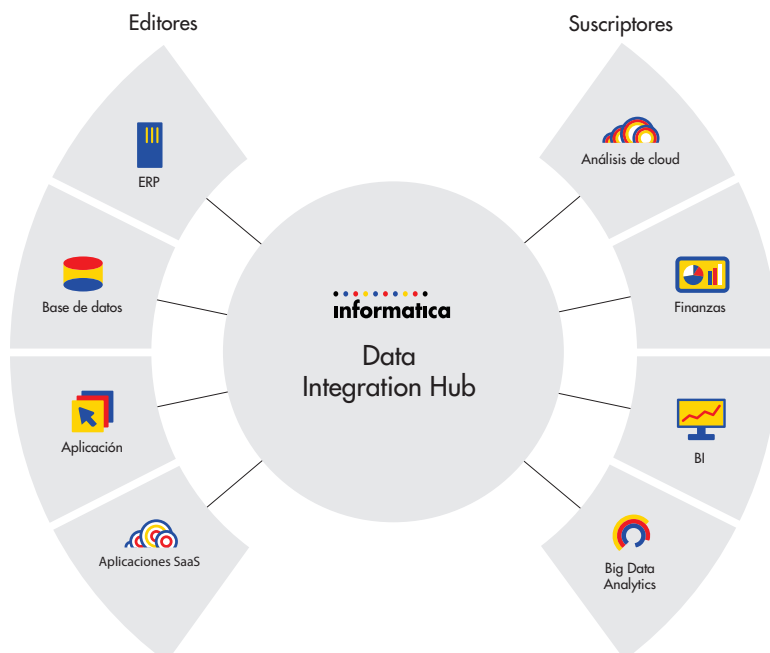 Editores
Suscriptores
ERP
Base de datos
Aplicación
Aplicaciones SaaS
informatica
Data
Integration Hub
Análisis de cloud
Finanzas
BI
Big Data
Analytics